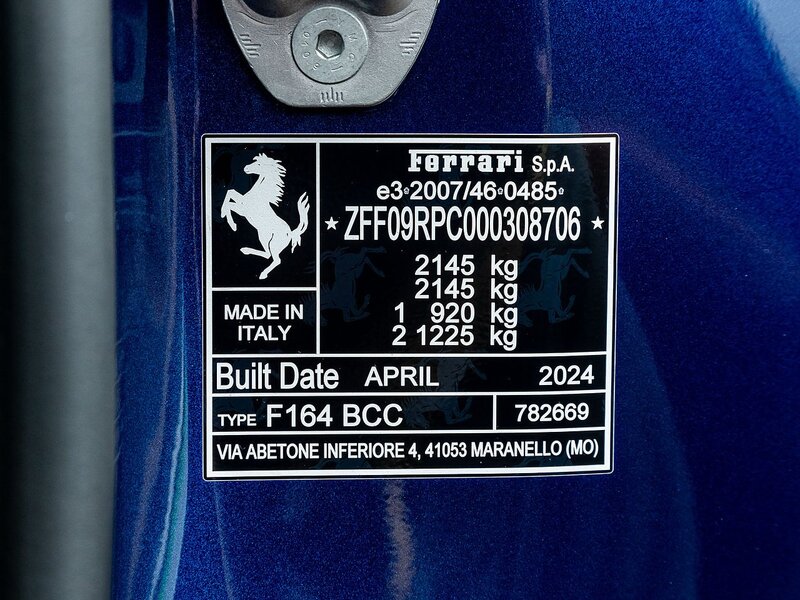 Ferrari S.p.A.
e3*2007/46*0485*
★ ZFF09RPC000308706 ★
2145 kg
2145 kg
1 920 kg
2 1225 kg
MADE IN
ITALY
Built Date APRIL 2024
TYPE F164 BCC 782669
VIA ABETONE INFERIORE 4, 41053 MARANELLO (MO)